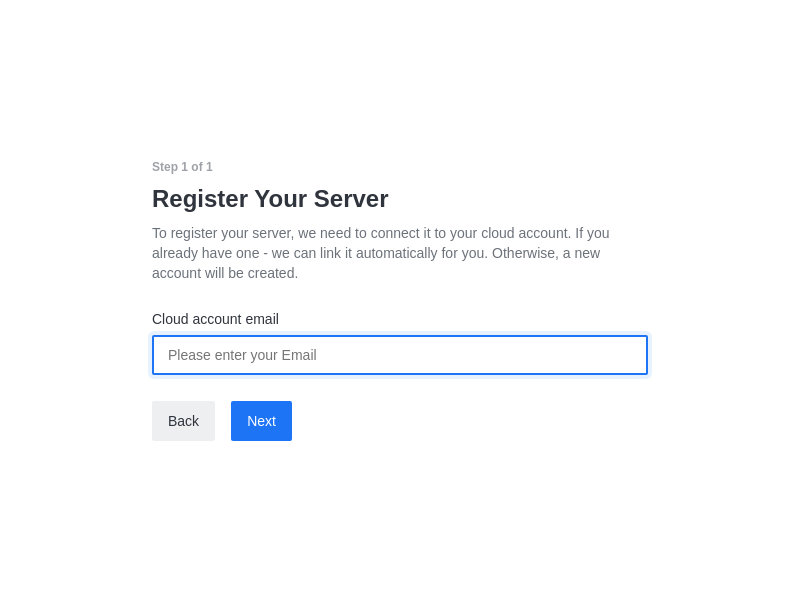 Step 1 of 1
Register Your Server
To register your server, we need to connect it to your cloud account. If you
already have one - we can link it automatically for you. Otherwise, a new
account will be created.
Cloud account email
Please enter your Email
Back
Next